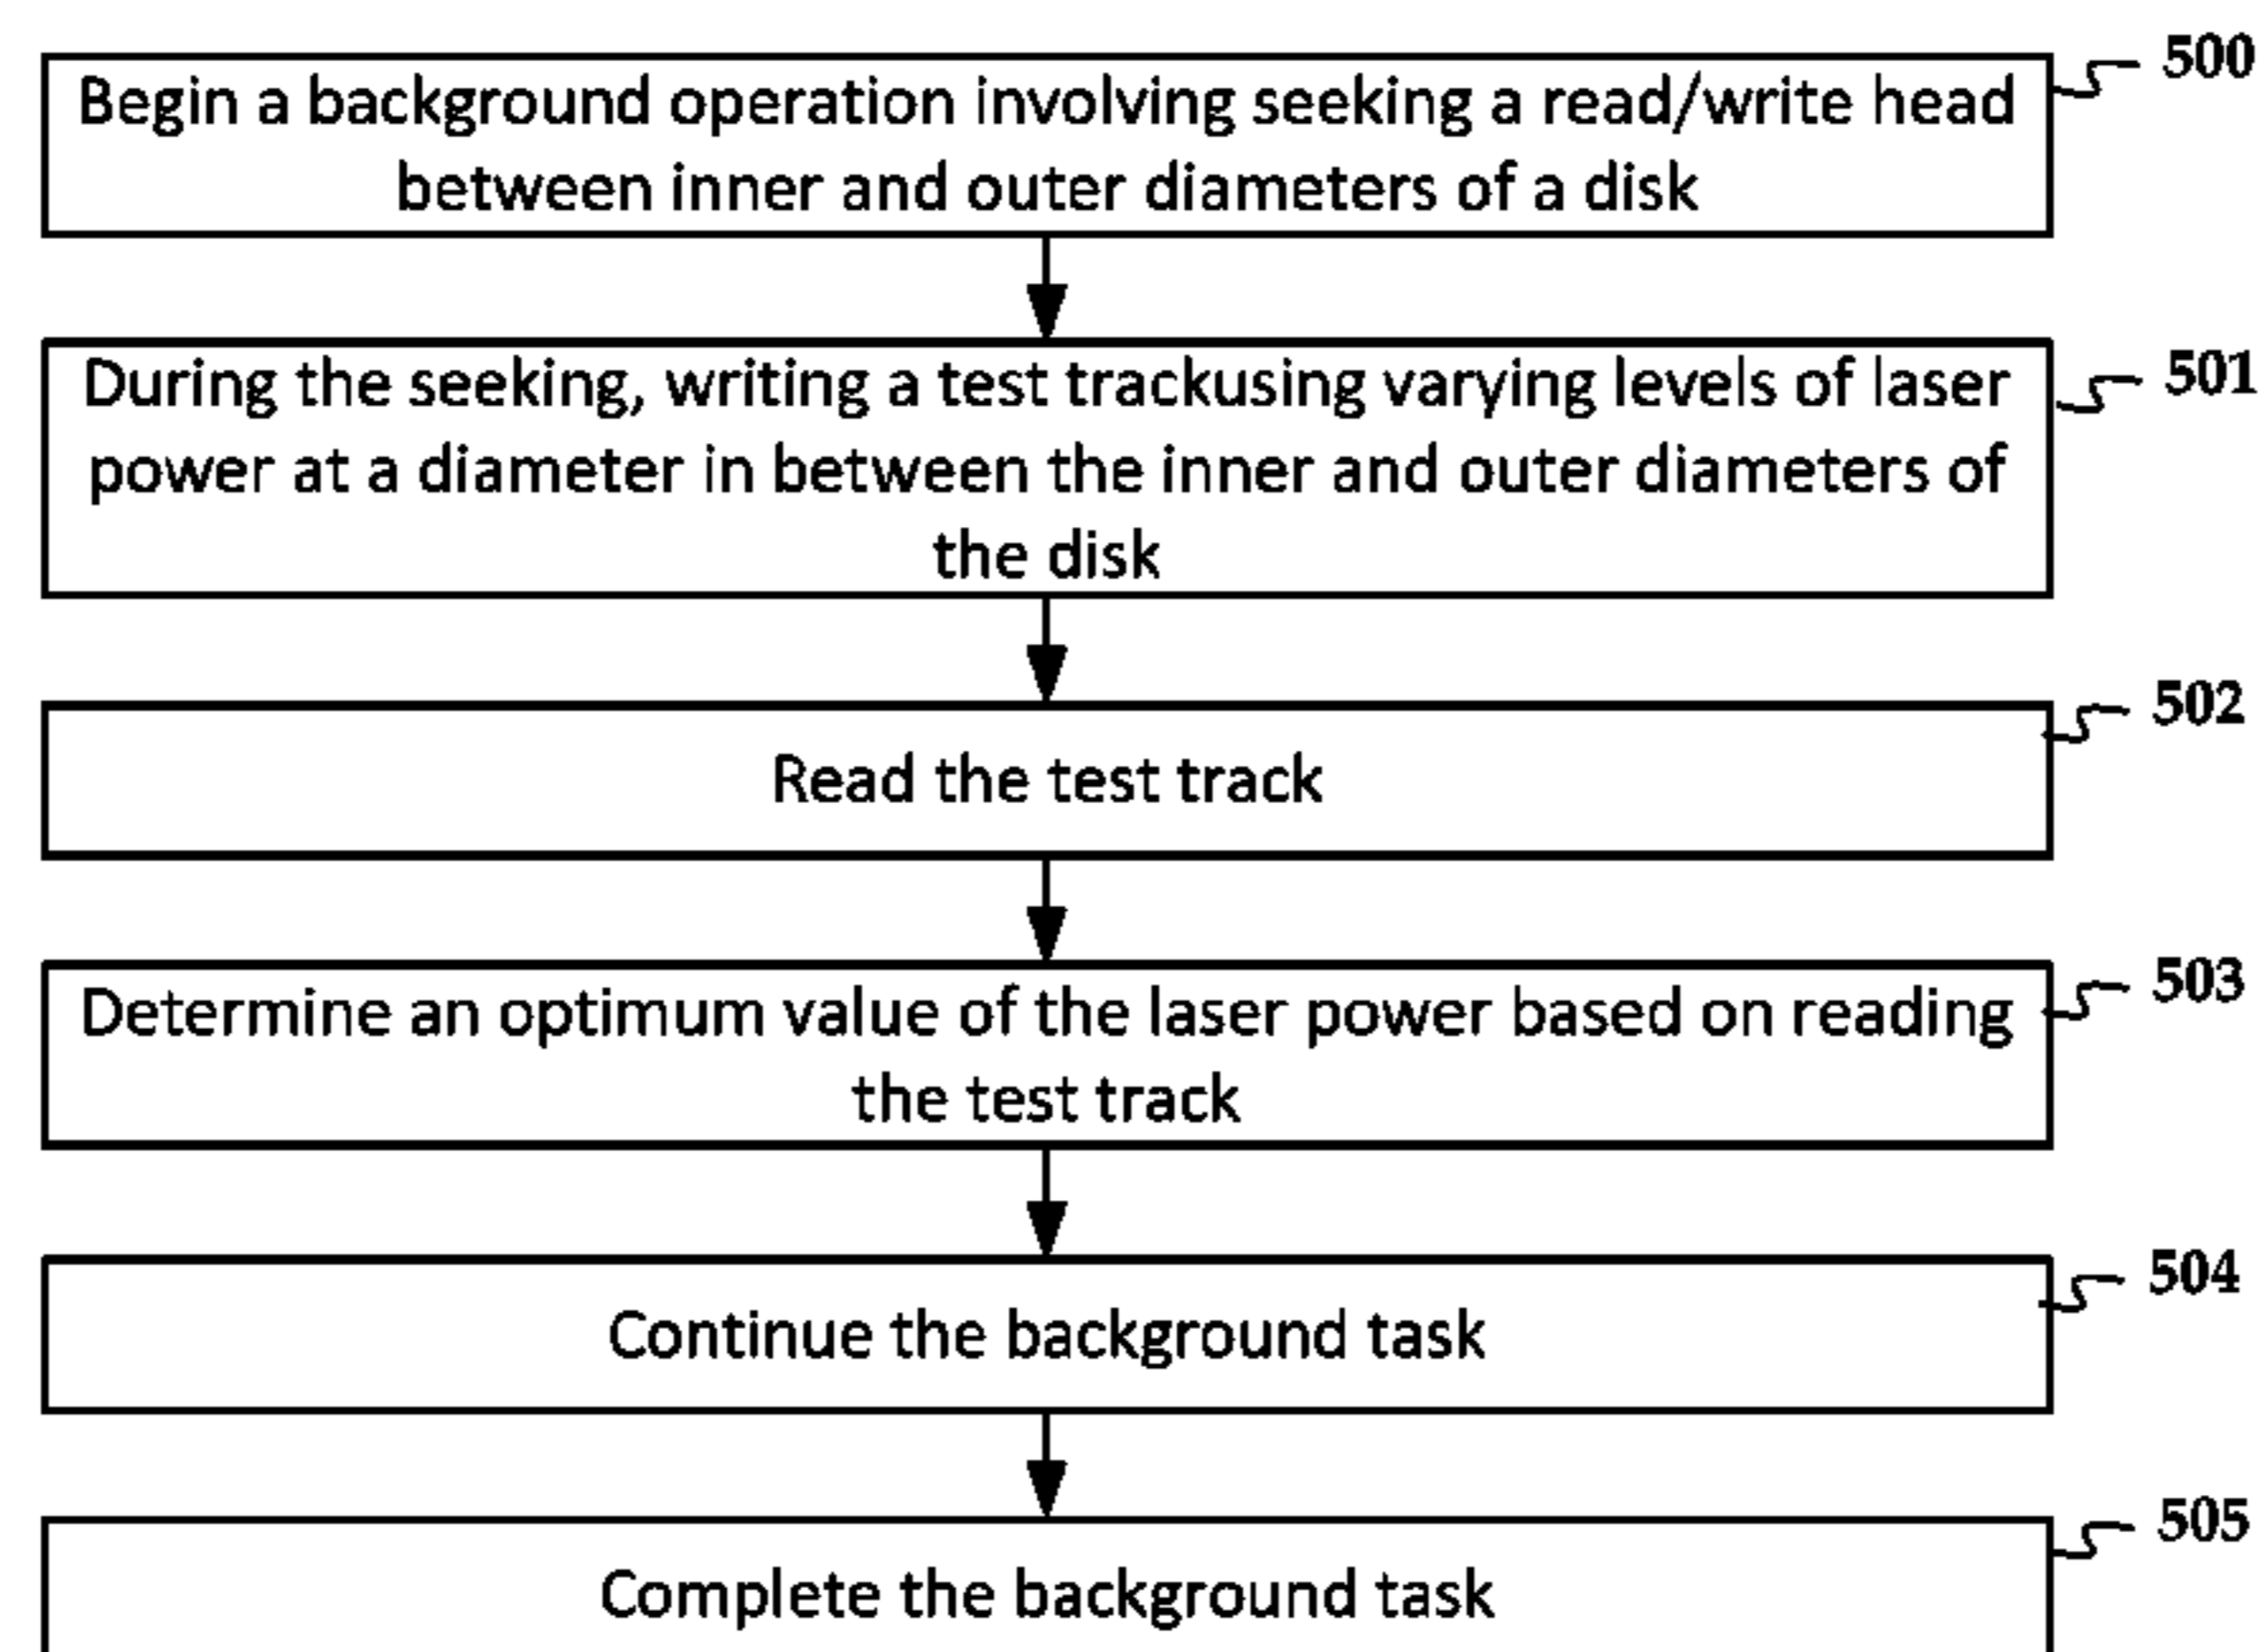 500
Begin a background operation involving seeking a read/write head
between inner and outer diameters of a disk
501
During the seeking, writing a test trackusing varying levels of laser
power at a diameter in between the inner and outer diameters of
the disk
502
Read the test track
503
Determine an optimum value of the laser power based on reading
the test track
504
Continue the background task
505
Complete the background task